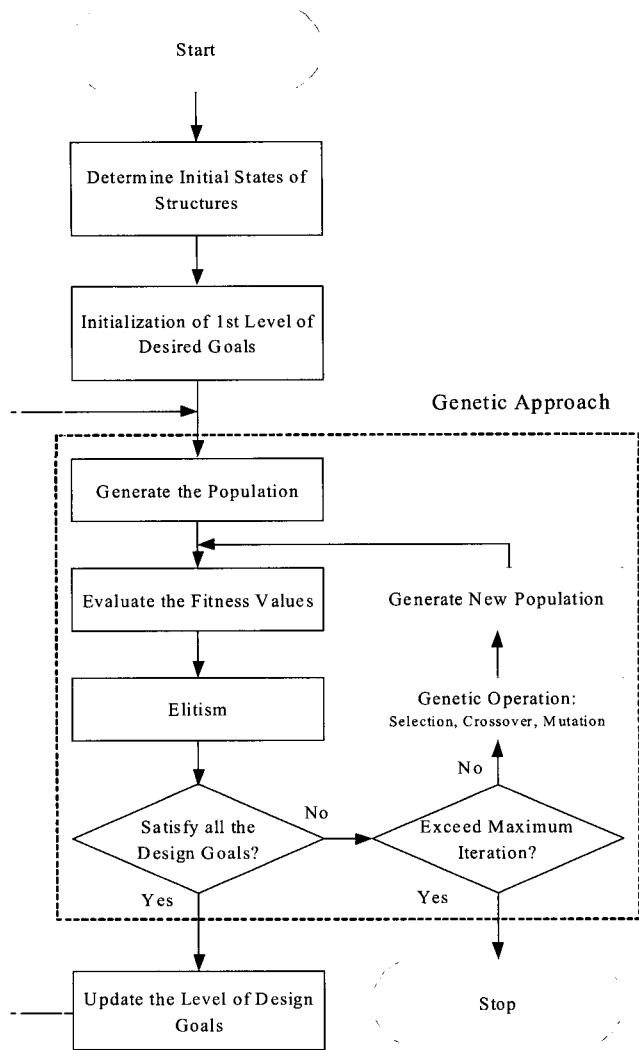 Start
Determine Initial States of
Structures
Initialization of 1st Level of
Desired Goals
Genetic Approach
Generate the Population
Evaluate the Fitness Values
Generate New Population
Elitism
Genetic Operation:
Selection, Crossover, Mutation
No
Satisfy all the
Design Goals?
No
Exceed Maximum
Iteration?
Yes
Yes
Update the Level of Design
Goals
Stop